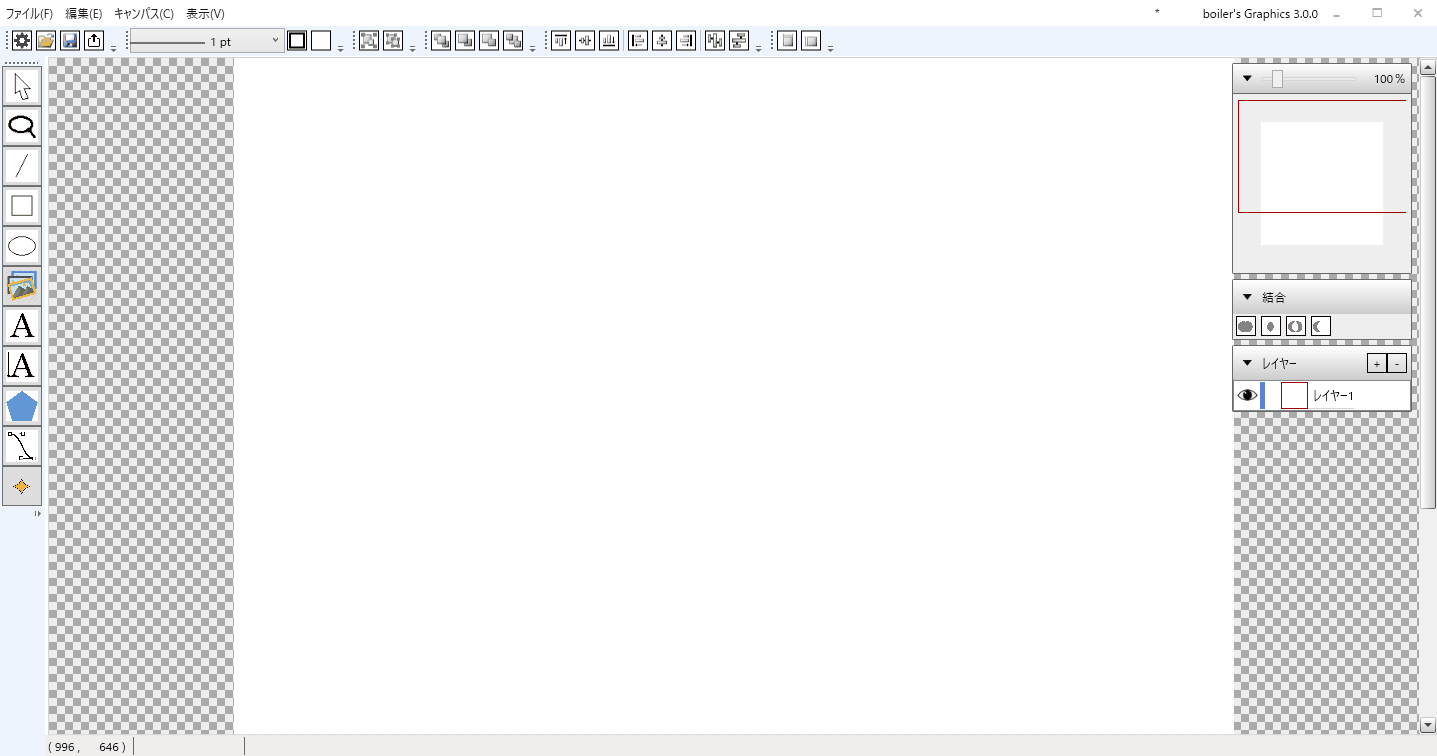 ファイル(F) 編集(E) キャンバス(C) 表示(V) * boiler's Graphics 3.0.0
1 pt
100 %
結合
レイヤー + -
レイヤー1
A
A
( 996 , 646 )